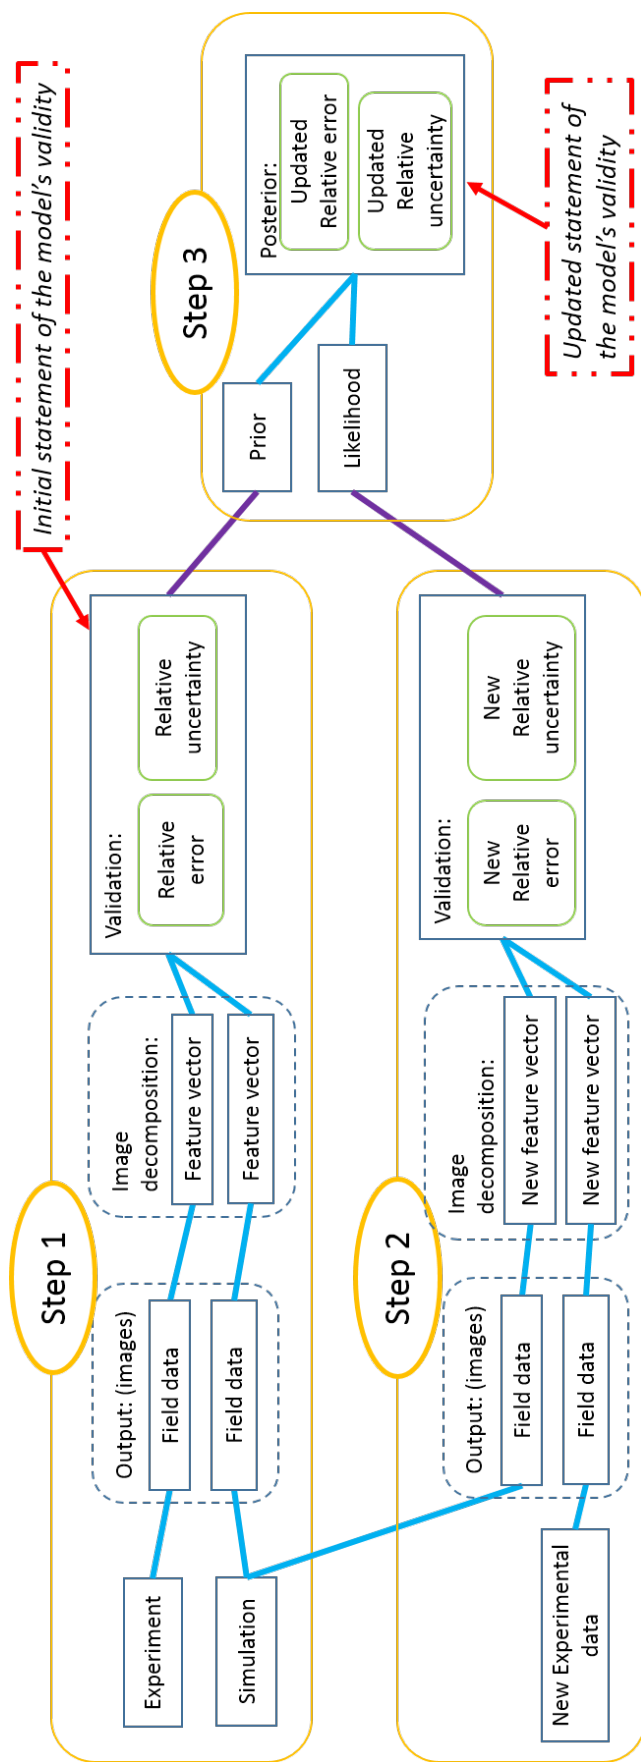 Initial statement of the model's validity
Step 1
Experiment
Simulation
Output: (images)
Field data
Field data
Image
decomposition:
Feature vector
Feature vector
Validation:
Relative
error
Relative
uncertainty
Step 2
New Experimental
data
Output: (images)
Field data
Field data
Image
decomposition:
New feature vector
New feature vector
Validation:
New
Relative
error
New
Relative
uncertainty
Step 3
Prior
Likelihood
Posterior:
Updated
Relative error
Updated
Relative
uncertainty
Updated statement of
the model's validity